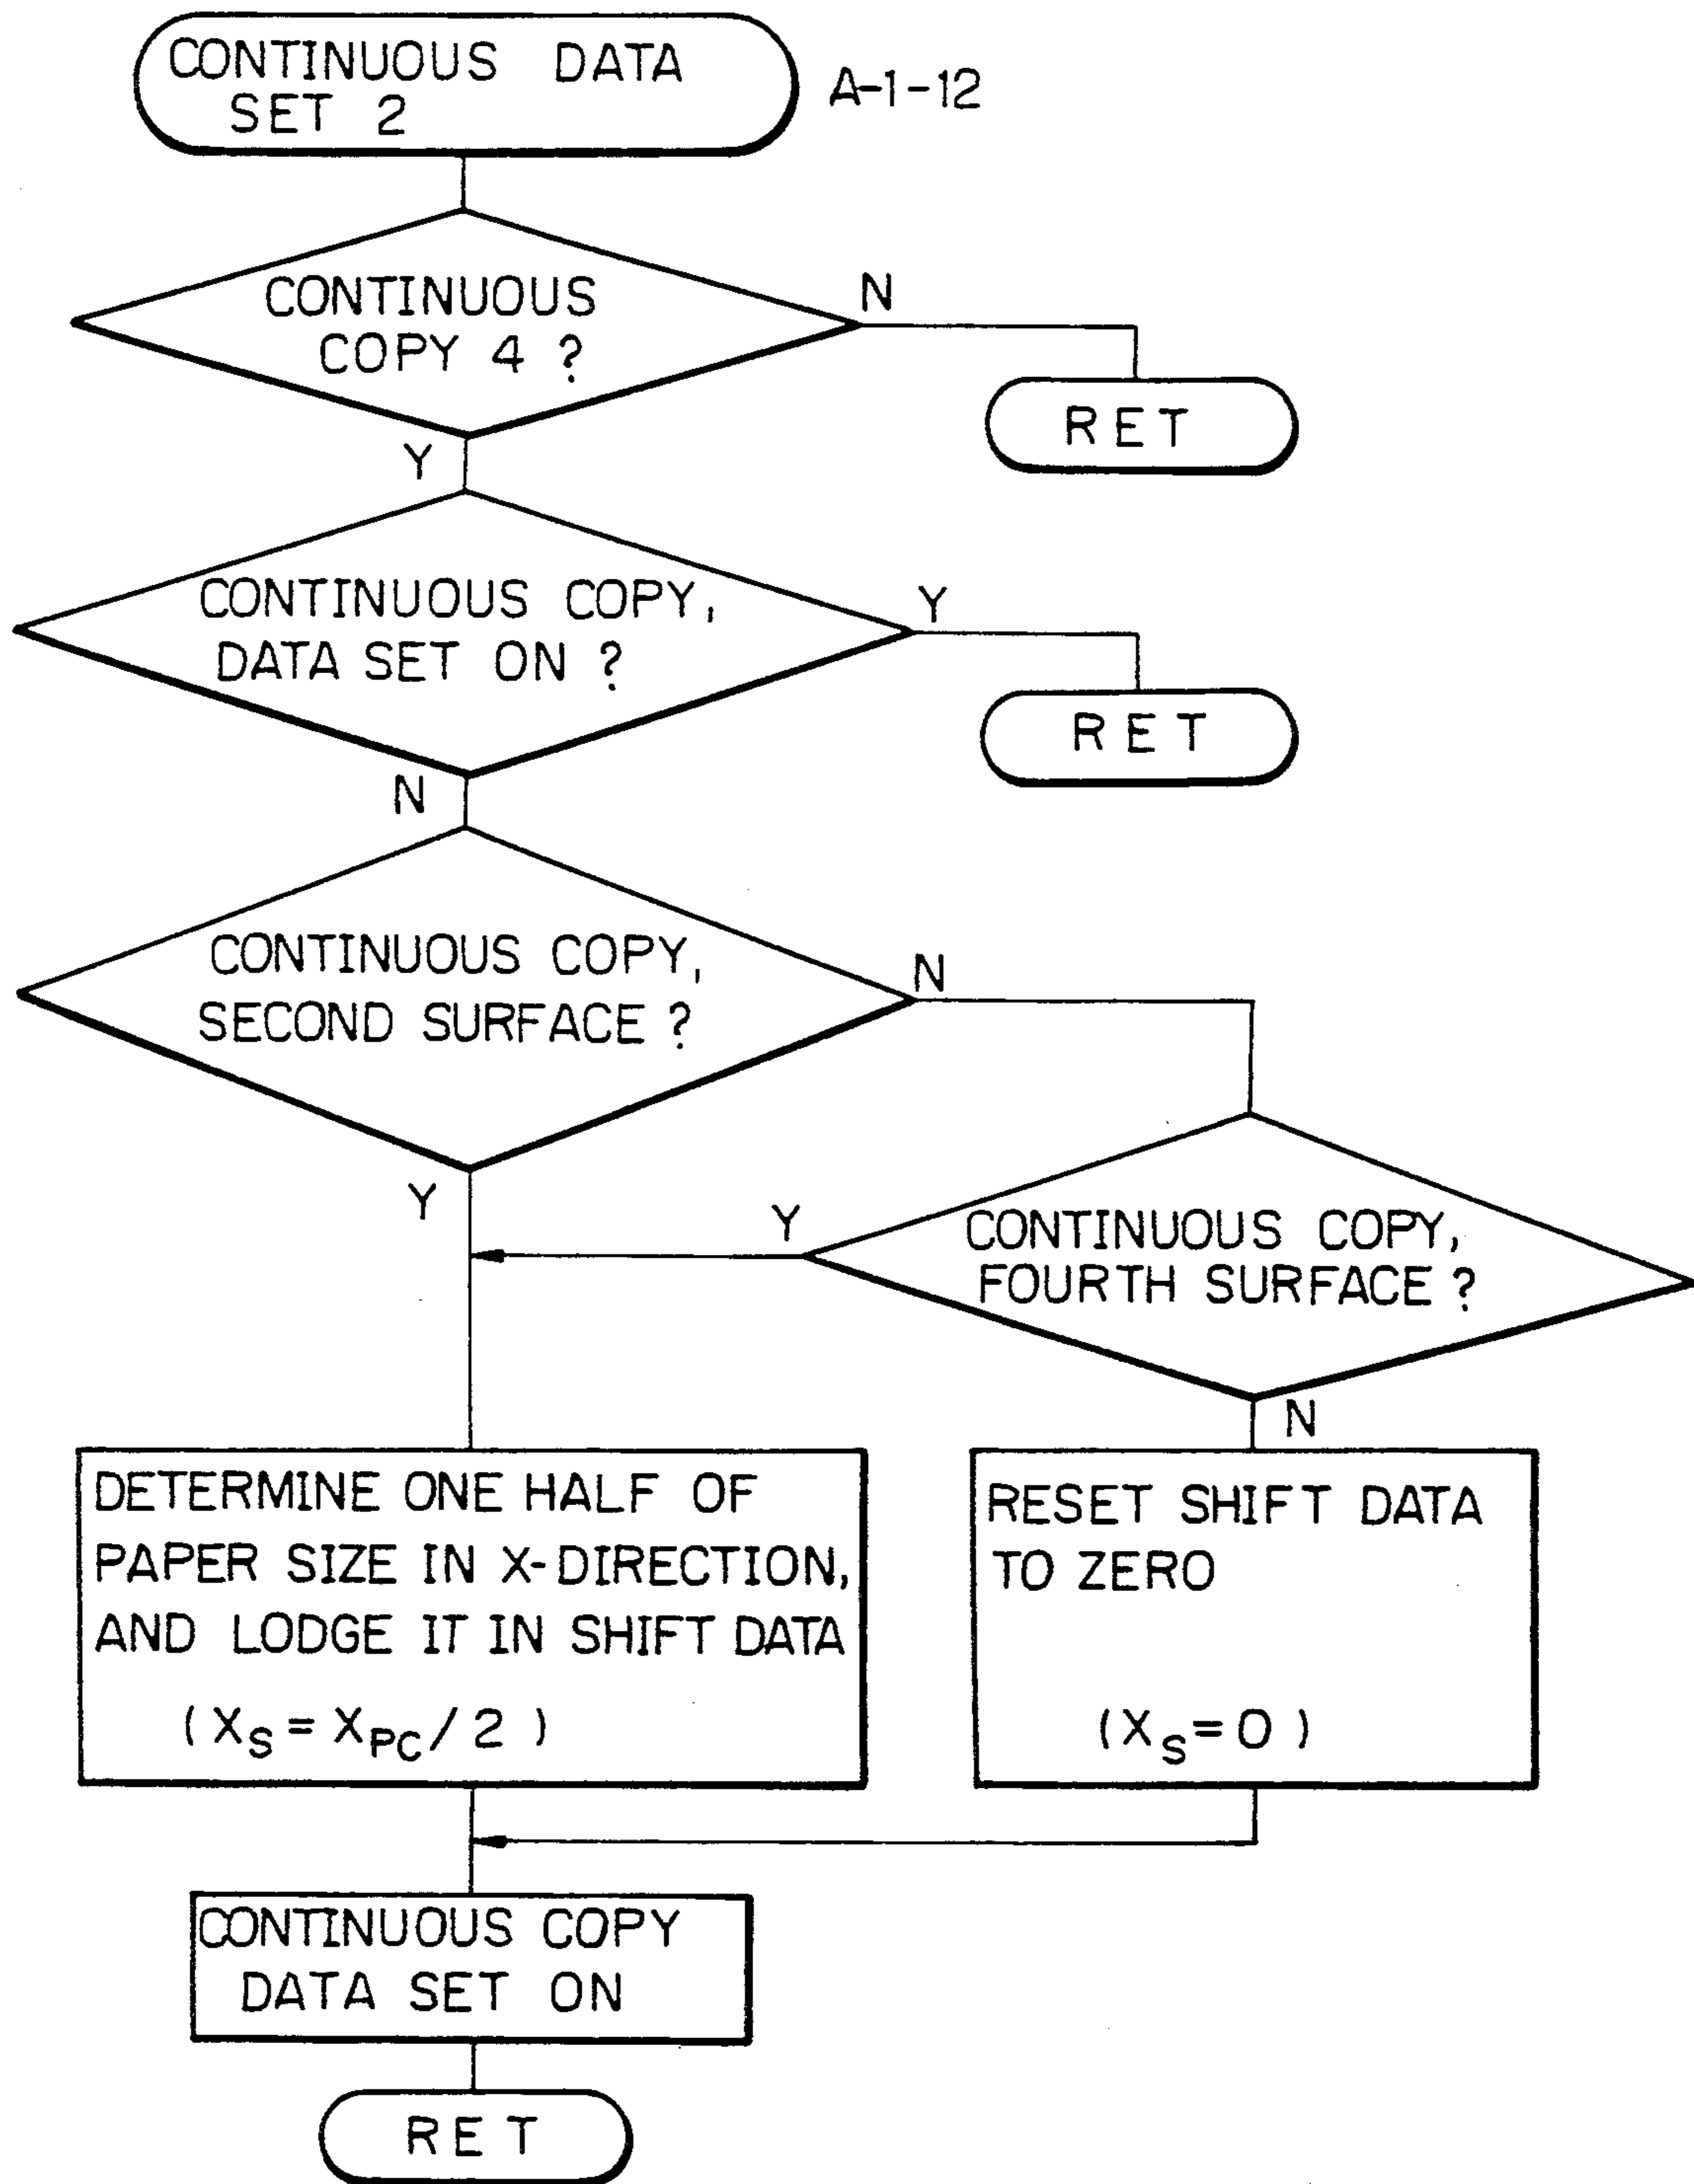 CONTINUOUS DATA
SET 2
A-1-12
CONTINUOUS
COPY 4 ?
N
RET
Y
CONTINUOUS COPY,
DATA SET ON ?
Y
RET
N
CONTINUOUS COPY,
SECOND SURFACE ?
N
Y
Y
CONTINUOUS COPY,
FOURTH SURFACE ?
N
DETERMINE ONE HALF OF
PAPER SIZE IN X-DIRECTION,
AND LODGE IT IN SHIFT DATA
(XS = XPC / 2)
RESET SHIFT DATA
TO ZERO
(XS = 0)
CONTINUOUS COPY
DATA SET ON
RET